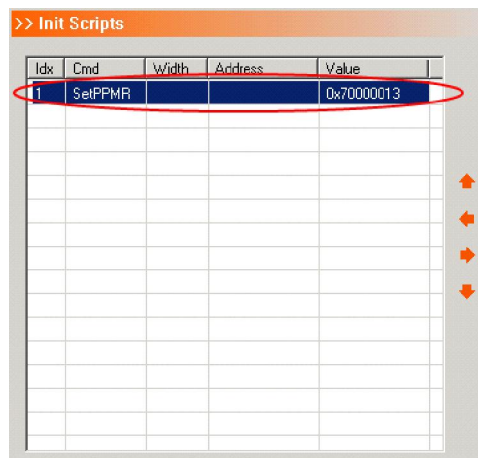 >> Init Scripts
Idx Cmd Width Address Value
1 SetPPMR 0x70000013